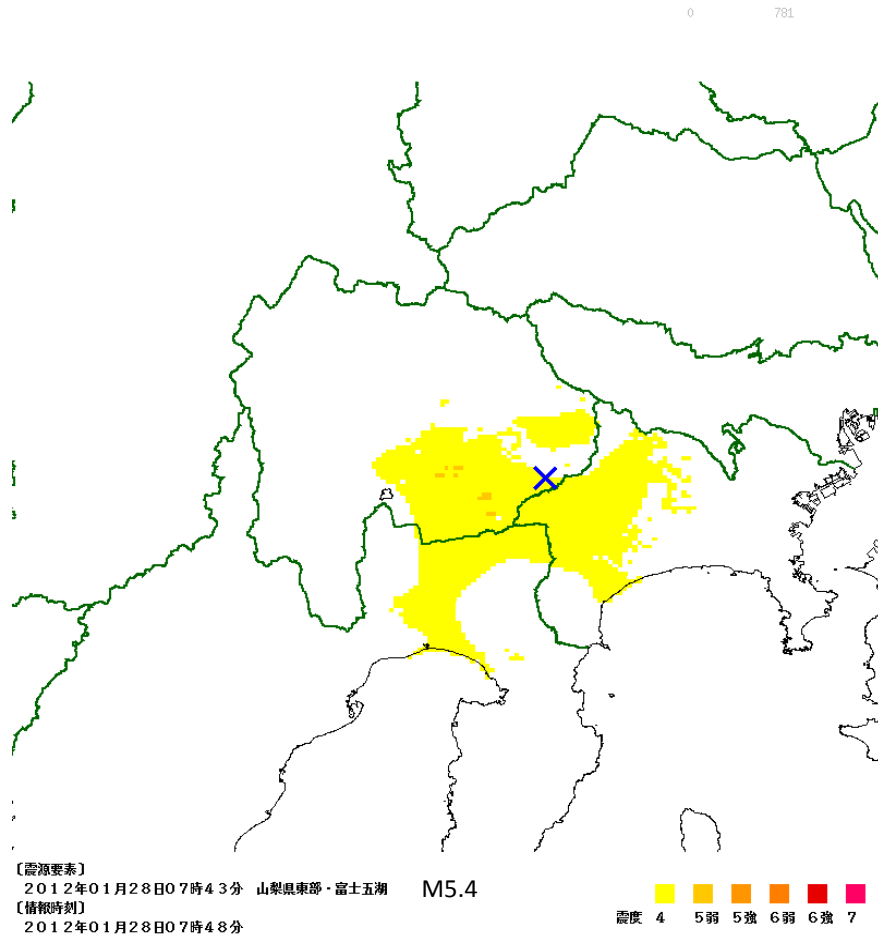 0 781
〔震源要素〕
2012年01月28日07時43分 山梨県東部・富士五湖 M5.4
〔情報時刻〕
2012年01月28日07時48分
震度 4 5弱 5強 6弱 6強 7